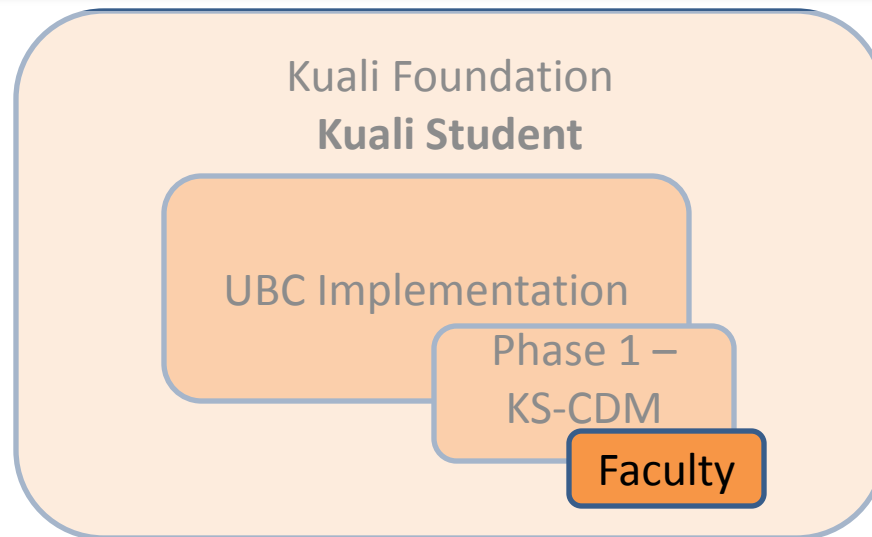 Kuali Foundation
Kuali Student
UBC Implementation
Phase 1 –
KS-CDM
Faculty